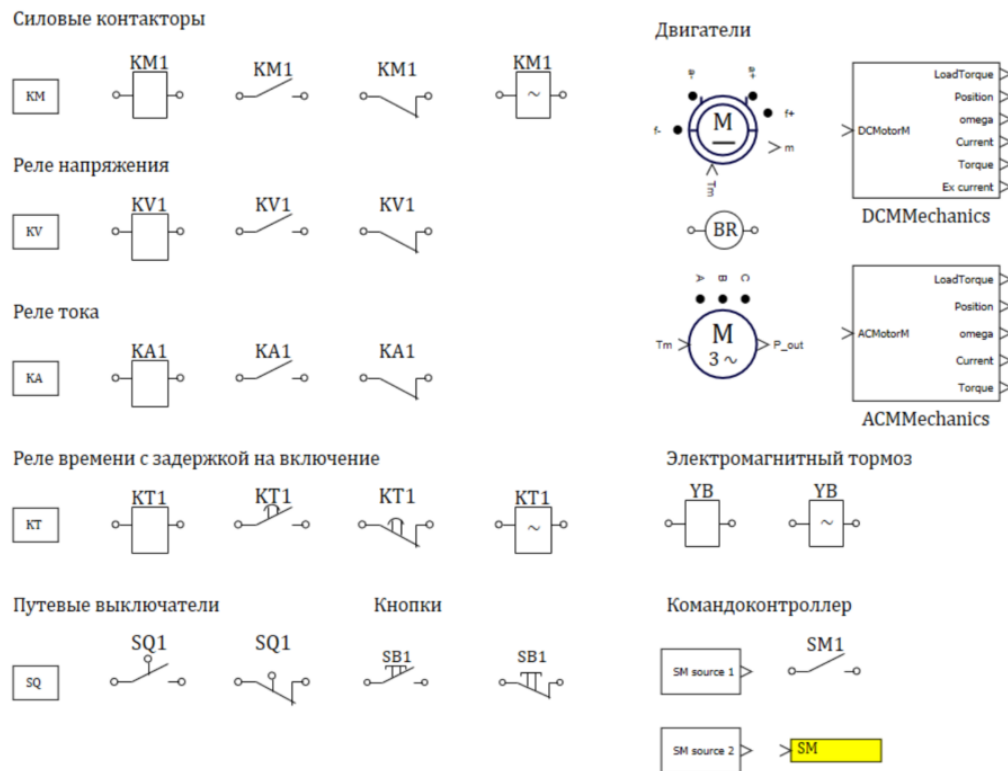 Силовые контакторы
KM
KM1
KM1
KM1
KM1
~
Реле напряжения
KV
KV1
KV1
KV1
Реле тока
KA
KA1
KA1
KA1
Реле времени с задержкой на включение
KT
KT1
KT1
KT1
KT1
~
Путевые выключатели
SQ
SQ1
SQ1
Кнопки
SB1
SB1
Двигатели
a-
a+
f-
f+
M
m
Tm
BR
DCMotorM
LoadTorque
Position
omega
Current
Torque
Ex current
DCMMechanics
A
B
C
Tm
M
3 ~
P_out
ACMotorM
LoadTorque
Position
omega
Current
Torque
ACMMechanics
Электромагнитный тормоз
YB
YB
~
Командоконтроллер
SM source 1
SM1
SM source 2
SM